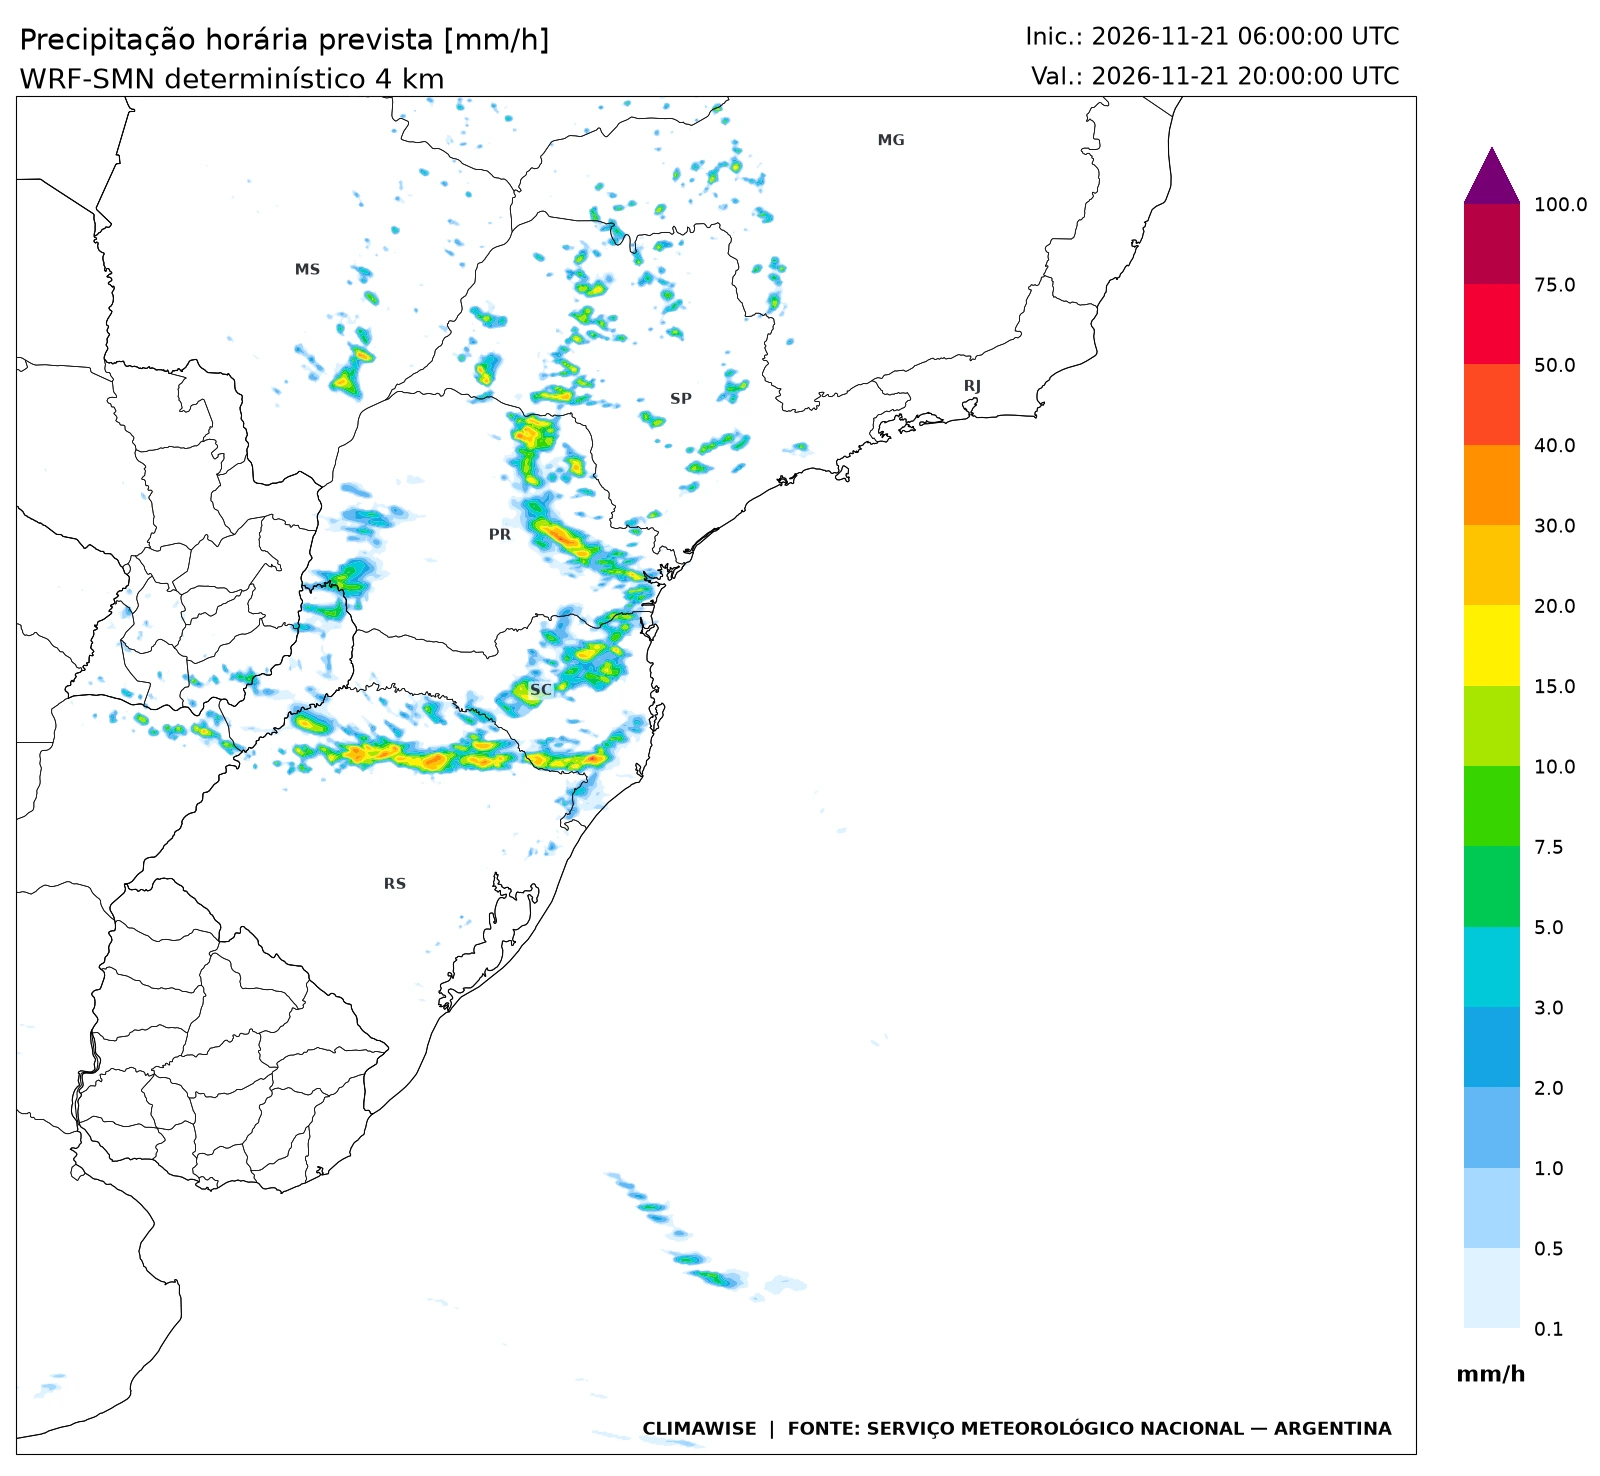 Precipitação horária prevista [mm/h]
WRF-SMN determinístico 4 km
Inic.: 2026-11-21 06:00:00 UTC
Val.: 2026-11-21 20:00:00 UTC
MG
MS
RJ
SP
PR
SC
RS
100.0
75.0
50.0
40.0
30.0
20.0
15.0
10.0
7.5
5.0
3.0
2.0
1.0
0.5
0.1
mm/h
CLIMAWISE | FONTE: SERVIÇO METEOROLÓGICO NACIONAL — ARGENTINA